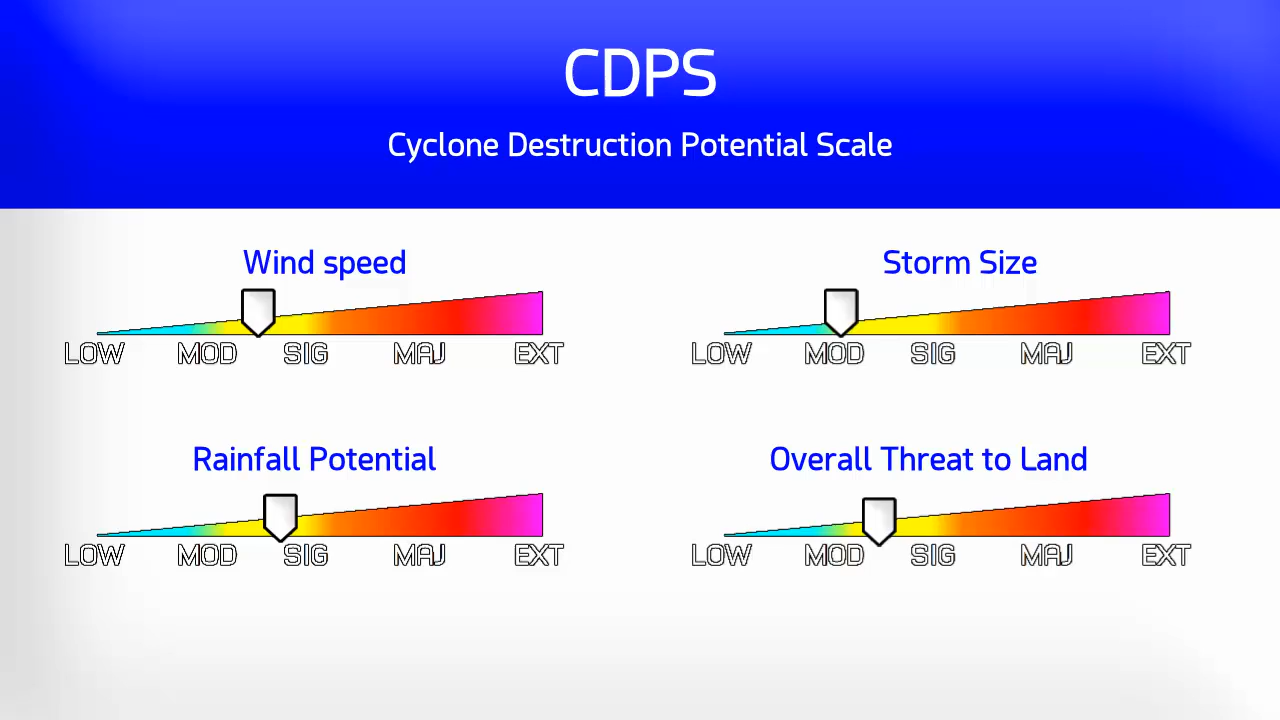 CDPS
Cyclone Destruction Potential Scale
Wind speed
LOW MOD SIG MAJ EXT
Storm Size
LOW MOD SIG MAJ EXT
Rainfall Potential
LOW MOD SIG MAJ EXT
Overall Threat to Land
LOW MOD SIG MAJ EXT